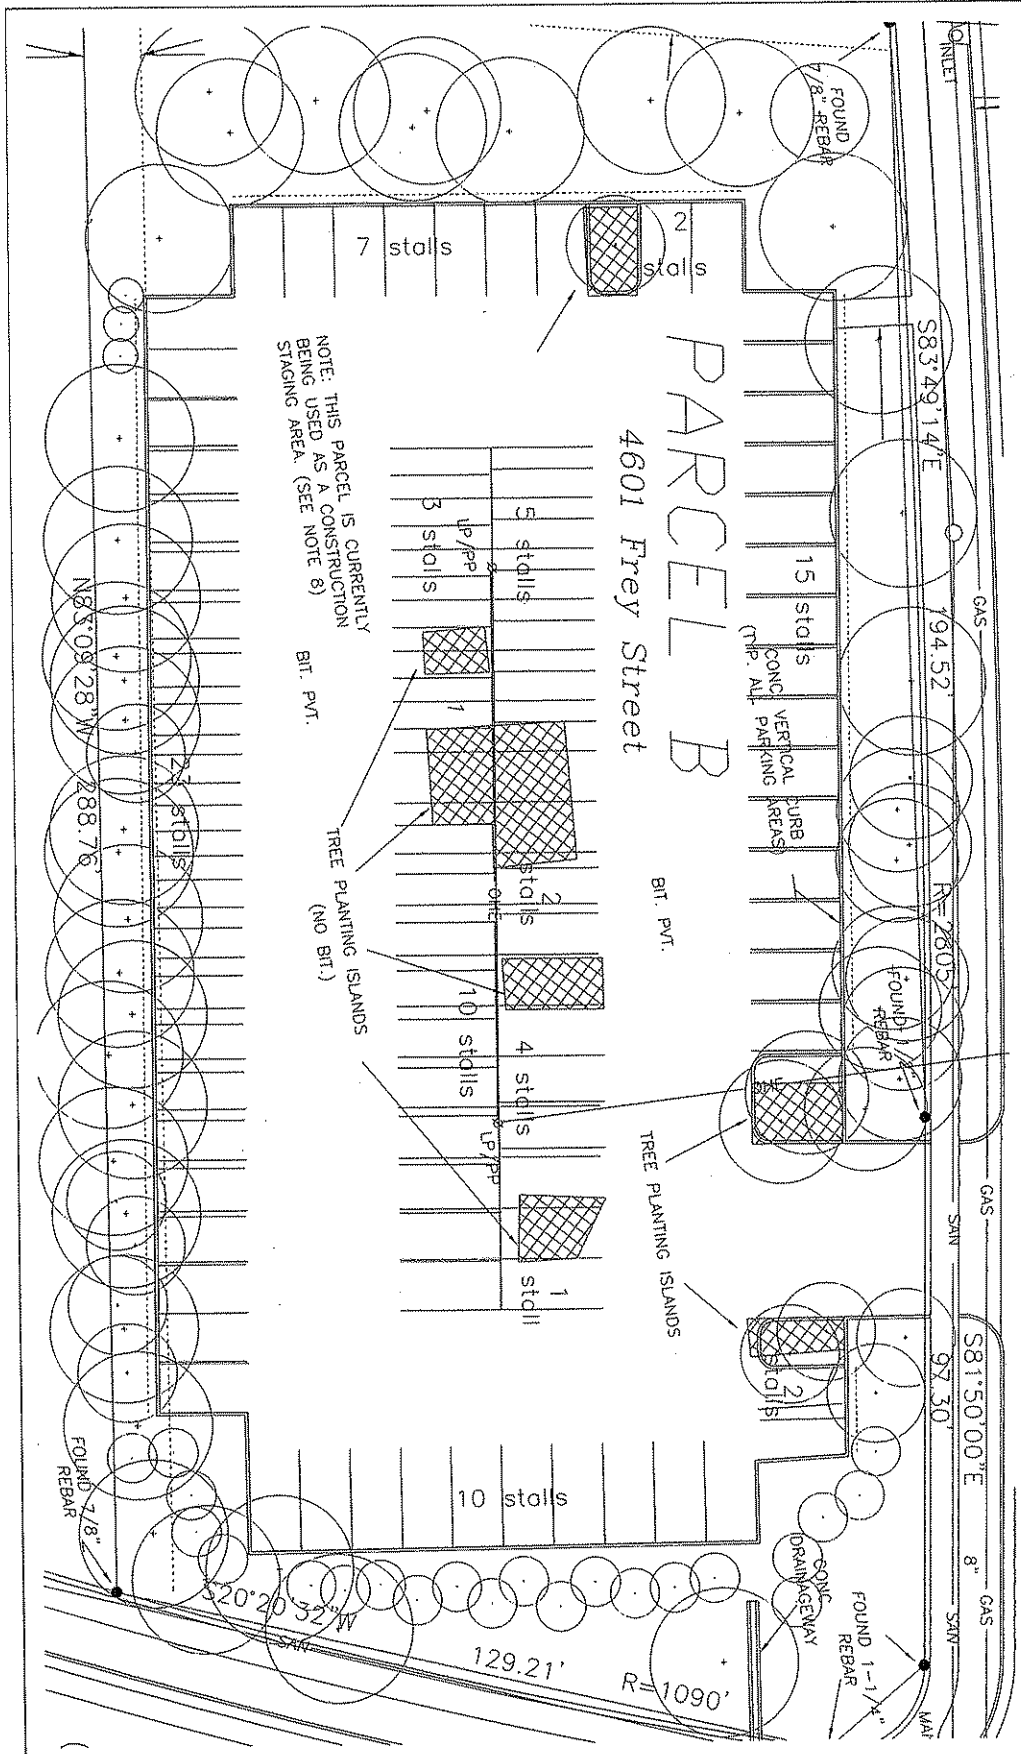 INLET
FOUND
7/8" REBAR
7 stalls
2
stalls
S83°49'14"E
194.52'
R=2805'
GAS
PARCEL B
4601 Frey Street
NOTE: THIS PARCEL IS CURRENTLY
BEING USED AS A CONSTRUCTION
STAGING AREA. (SEE NOTE 8)
5 stalls
LP/PP
3
stalls
15 stalls
CONC. VERTICAL CURB
(TYP. ALL PARKING AREAS)
BIT. PVT.
BIT. PVT.
1
2
stalls
OHE
TREE PLANTING ISLANDS
(NO BIT.)
10 stalls
4 stalls
LP/PP
1
stall
FOUND
REBAR
TREE PLANTING ISLANDS
GAS
SAN
S81°50'00"E
97.30'
2
stalls
10 stalls
stalls
288.76'
FOUND 7/8"
REBAR
S20°20'32"W
129.21'
R=1090'
SAN
CONC.
DRAINAGEWAY
FOUND 1-1/4"
REBAR
8"
SAN
GAS